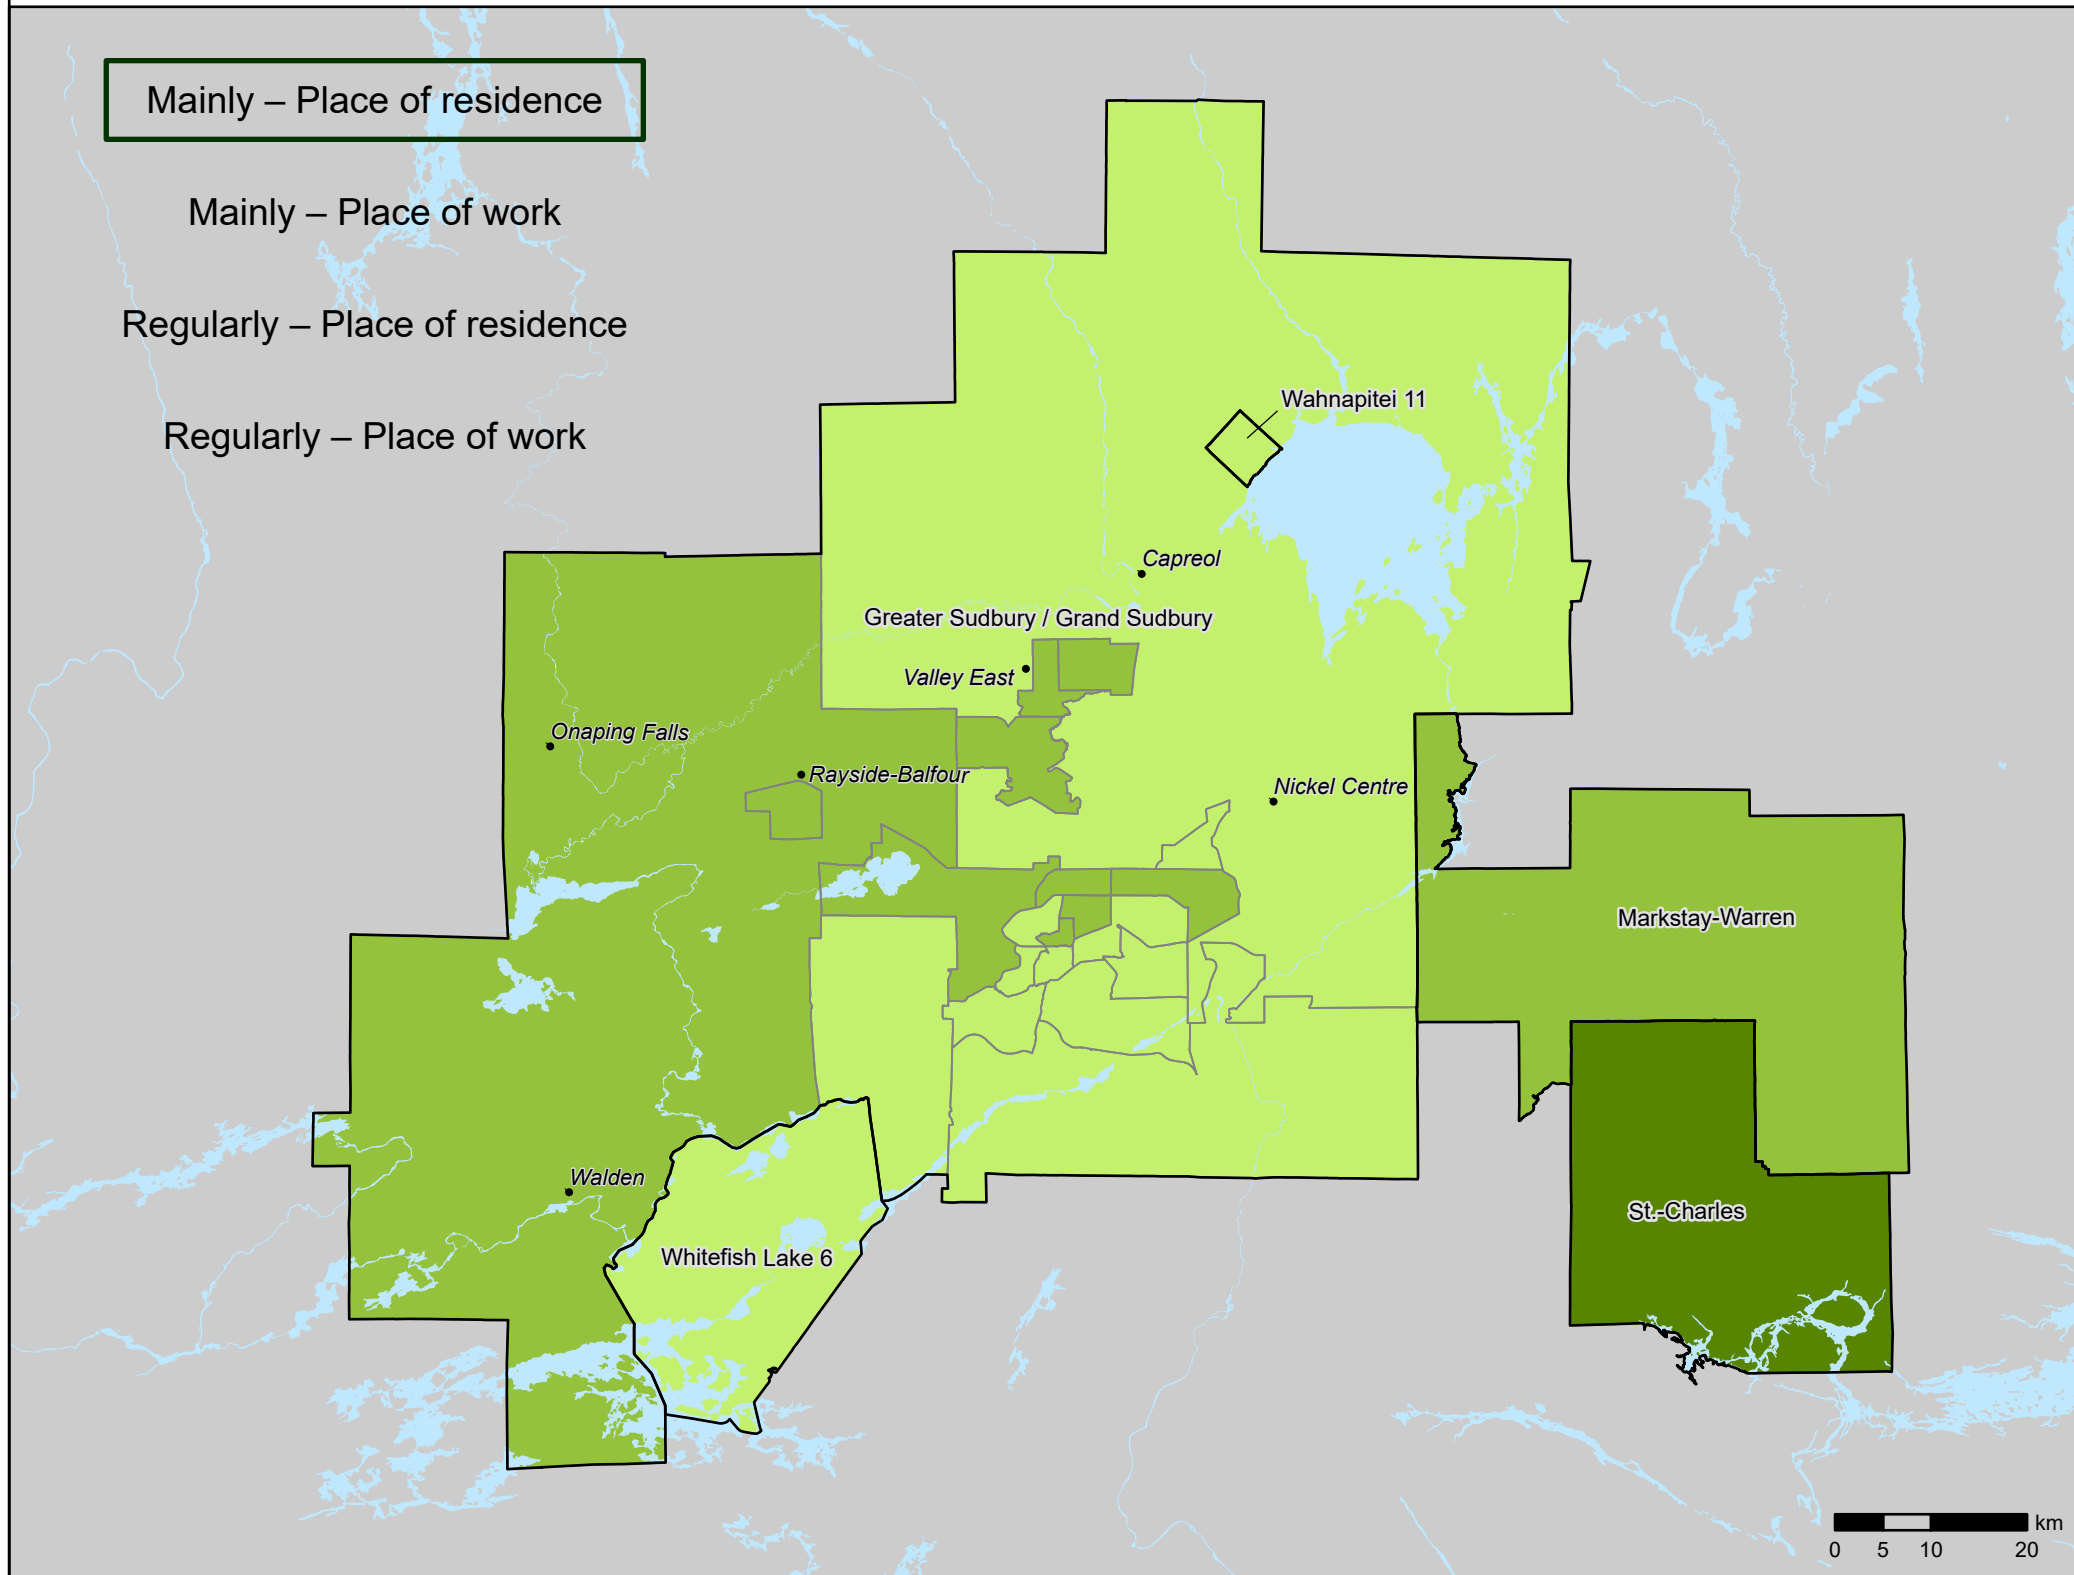 Mainly – Place of residence
Mainly – Place of work
Regularly – Place of residence
Regularly – Place of work
Wahnapitei 11
Capreol
Greater Sudbury / Grand Sudbury
Valley East
Onaping Falls
Rayside-Balfour
Nickel Centre
Markstay-Warren
Walden
St.-Charles
Whitefish Lake 6
km
0 5 10 20